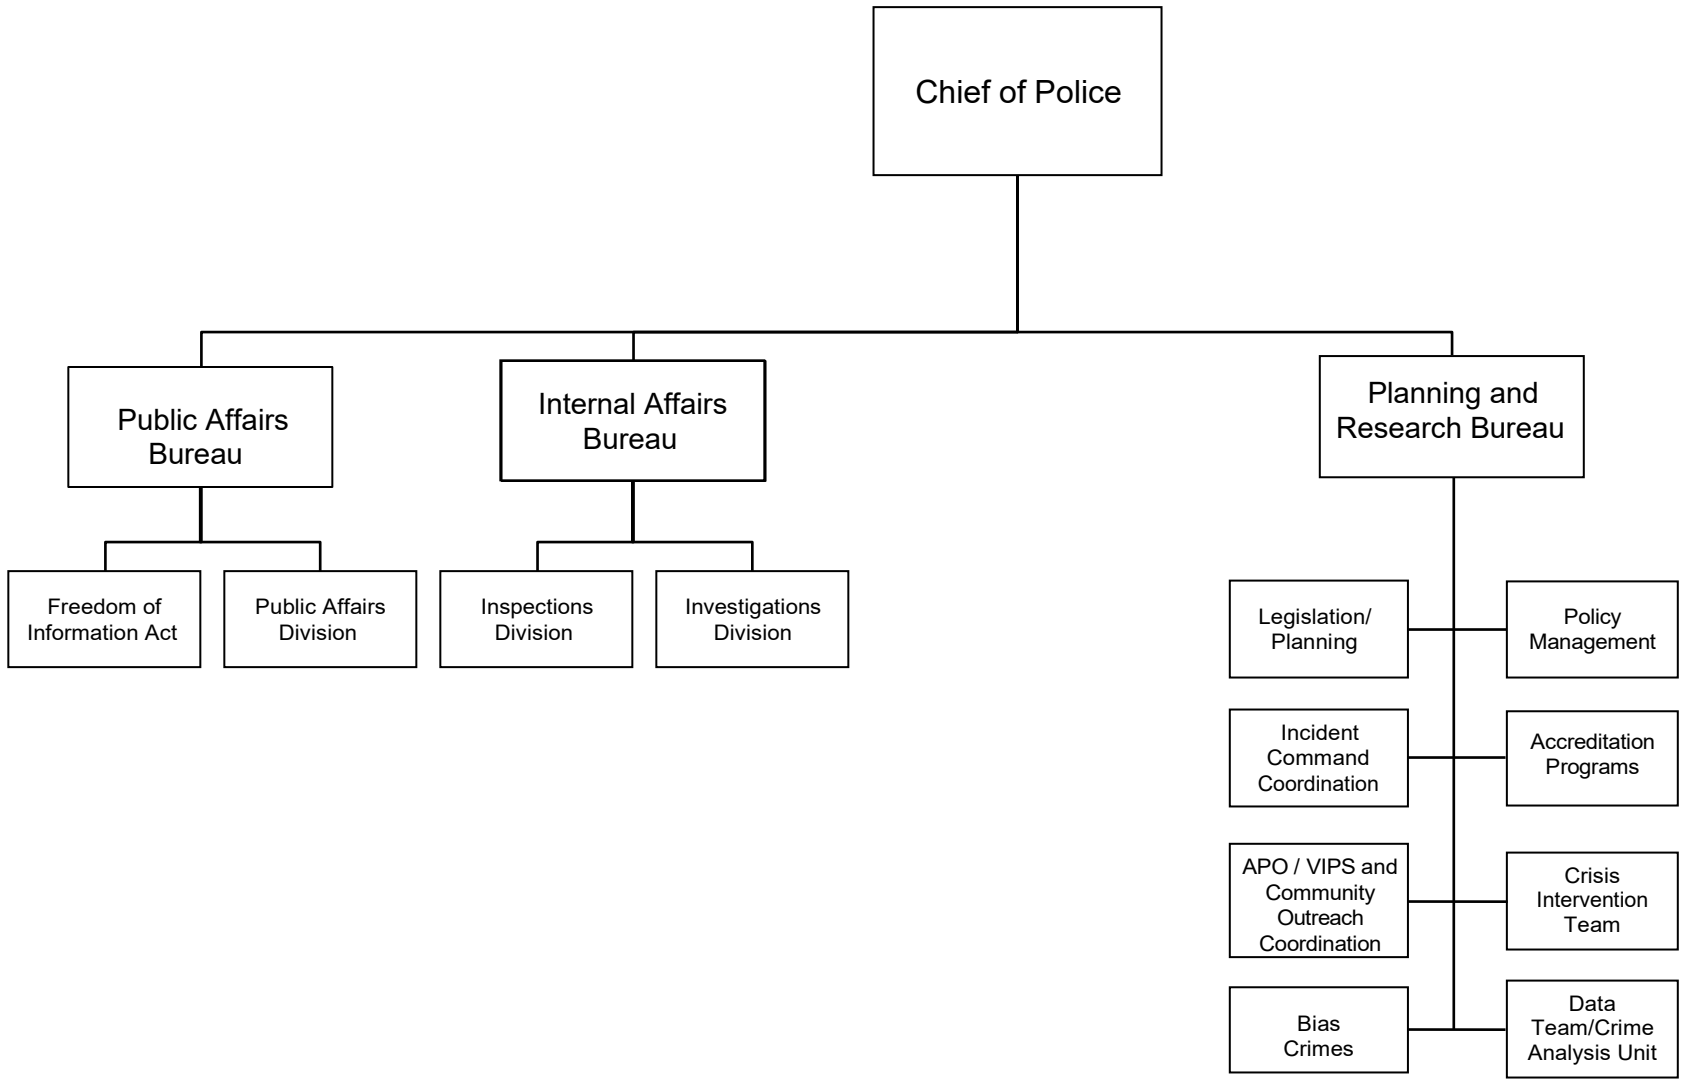 Chief of Police
Public Affairs
Bureau
Internal Affairs
Bureau
Planning and
Research Bureau
Freedom of
Information Act
Public Affairs
Division
Inspections
Division
Investigations
Division
Legislation/
Planning
Policy
Management
Incident
Command
Coordination
Accreditation
Programs
APO / VIPS and
Community
Outreach
Coordination
Crisis
Intervention
Team
Bias
Crimes
Data
Team/Crime
Analysis Unit